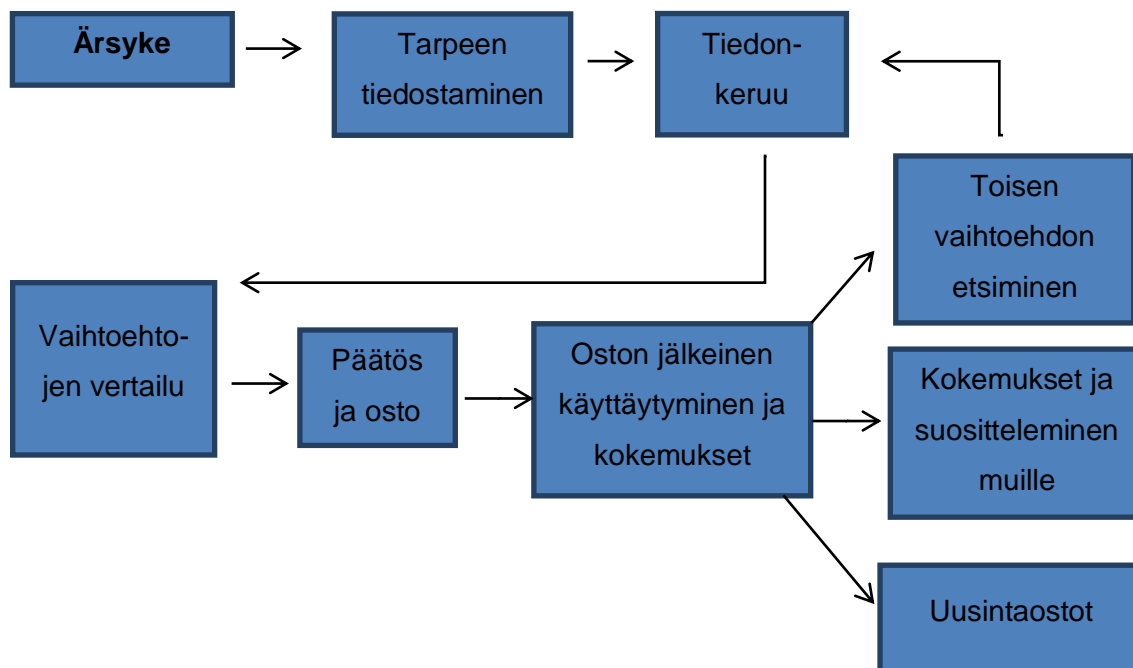 Ärsyke
Tarpeen
tiedostaminen
Tiedon-
keruu
Toisen
vaihtoehdon
etsiminen
Vaihtoehto-
jen vertailu
Päätös
ja osto
Oston jälkeinen
käyttäytyminen ja
kokemukset
Kokemukset ja
suositteleminen
muille
Uusintaostot